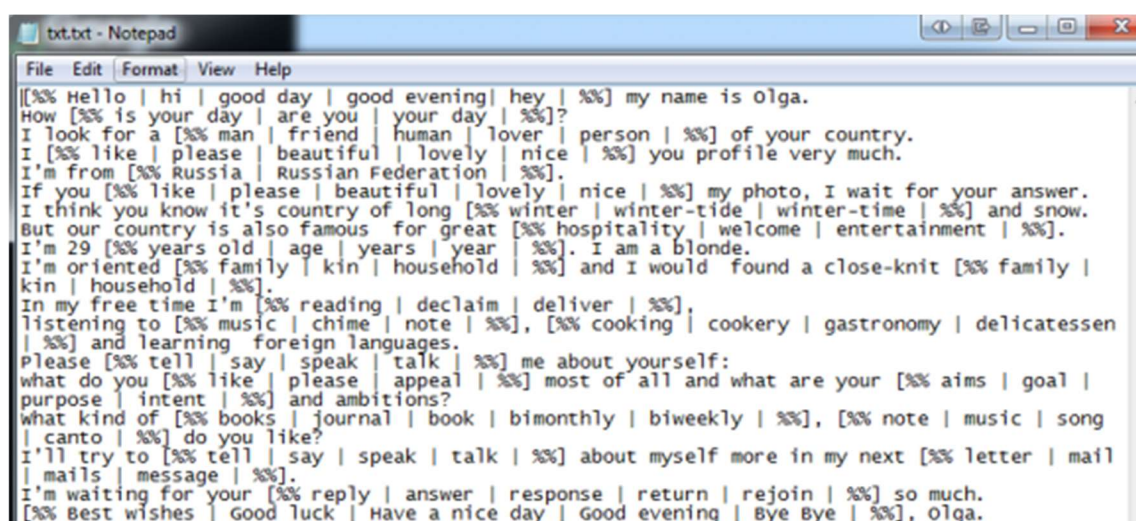 txt.txt - Notepad
File Edit Format View Help
[%% Hello | hi | good day | good evening| hey | %%] my name is Olga.
How [%% is your day | are you | your day | %%]?
I look for a [%% man | friend | human | lover | person | %%] of your country.
I [%% like | please | beautiful | lovely | nice | %%] you profile very much.
I'm from [%% Russia | Russian Federation | %%].
If you [%% like | please | beautiful | lovely | nice | %%] my photo, I wait for your answer.
I think you know it's country of long [%% winter | winter-tide | winter-time | %%] and snow.
But our country is also famous  for great [%% hospitality | welcome | entertainment | %%].
I'm 29 [%% years old | age | years | year | %%]. I am a blonde.
I'm oriented [%% family | kin | household | %%] and I would  found a close-knit [%% family |
kin | household | %%].
In my free time I'm [%% reading | declaim | deliver | %%],
listening to [%% music | chime | note | %%], [%% cooking | cookery | gastronomy | delicatessen
| %%] and learning  foreign languages.
Please [%% tell | say | speak | talk | %%] me about yourself:
what do you [%% like | please | appeal | %%] most of all and what are your [%% aims | goal |
purpose | intent | %%] and ambitions?
What kind of [%% books | journal | book | bimonthly | biweekly | %%], [%% note | music | song
| canto | %%] do you like?
I'll try to [%% tell | say | speak | talk | %%] about myself more in my next [%% letter | mail
| mails | message | %%].
I'm waiting for your [%% reply | answer | response | return | rejoin | %%] so much.
[%% Best wishes | Good luck | Have a nice day | Good evening | Bye Bye | %%], Olga.